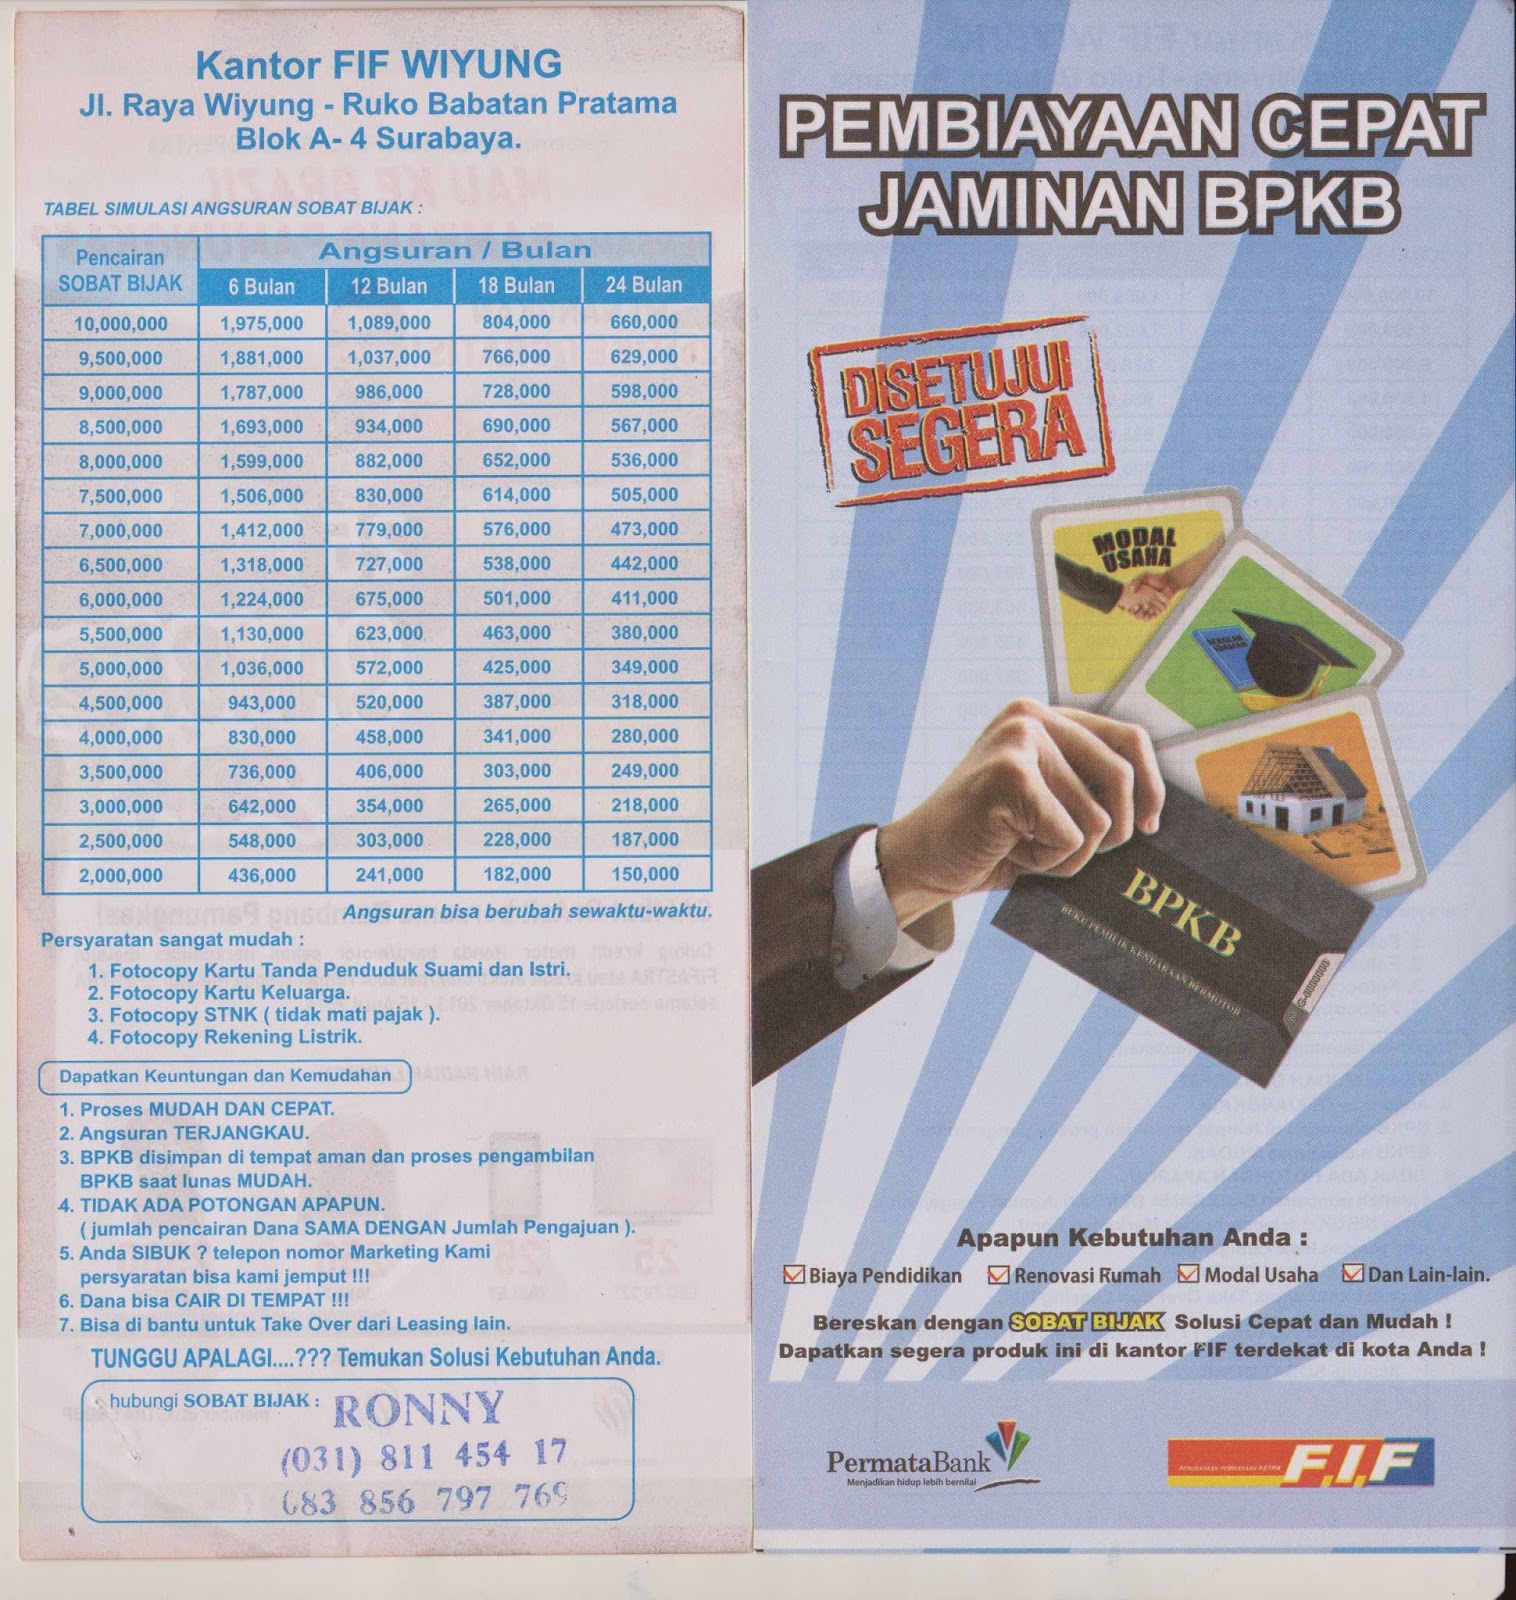 Kantor FIF WIYUNG
Jl. Raya Wiyung - Ruko Babatan Pratama
Blok A- 4 Surabaya.
TABEL SIMULASI ANGSURAN SOBAT BIJAK :
Pencairan SOBAT BIJAK Angsuran / Bulan
6 Bulan 12 Bulan 18 Bulan 24 Bulan
10,000,000 1,975,000 1,089,000 804,000 660,000
9,500,000 1,881,000 1,037,000 766,000 629,000
9,000,000 1,787,000 986,000 728,000 598,000
8,500,000 1,693,000 934,000 690,000 567,000
8,000,000 1,599,000 882,000 652,000 536,000
7,500,000 1,506,000 830,000 614,000 505,000
7,000,000 1,412,000 779,000 576,000 473,000
6,500,000 1,318,000 727,000 538,000 442,000
6,000,000 1,224,000 675,000 501,000 411,000
5,500,000 1,130,000 623,000 463,000 380,000
5,000,000 1,036,000 572,000 425,000 349,000
4,500,000 943,000 520,000 387,000 318,000
4,000,000 830,000 458,000 341,000 280,000
3,500,000 736,000 406,000 303,000 249,000
3,000,000 642,000 354,000 265,000 218,000
2,500,000 548,000 303,000 228,000 187,000
2,000,000 436,000 241,000 182,000 150,000
Angsuran bisa berubah sewaktu-waktu.
Persyaratan sangat mudah :
1. Fotocopy Kartu Tanda Penduduk Suami dan Istri.
2. Fotocopy Kartu Keluarga.
3. Fotocopy STNK ( tidak mati pajak ).
4. Fotocopy Rekening Listrik.
Dapatkan Keuntungan dan Kemudahan
1. Proses MUDAH DAN CEPAT.
2. Angsuran TERJANGKAU.
3. BPKB disimpan di tempat aman dan proses pengambilan
BPKB saat lunas MUDAH.
4. TIDAK ADA POTONGAN APAPUN.
( jumlah pencairan Dana SAMA DENGAN Jumlah Pengajuan ).
5. Anda SIBUK ? telepon nomor Marketing Kami
persyaratan bisa kami jemput !!!
6. Dana bisa CAIR DI TEMPAT !!!
7. Bisa di bantu untuk Take Over dari Leasing lain.
TUNGGU APALAGI....??? Temukan Solusi Kebutuhan Anda.
hubungi SOBAT BIJAK : RONNY
(031) 811 454 17
083 856 797 769
PEMBIAYAAN CEPAT
JAMINAN BPKB
DISETUJUI
SEGERA
MODAL
USAHA
SEKOLAH
IDAMAN
BPKB
BUKU PEMILIK KENDARAAN BERMOTOR
G-0000000
Apapun Kebutuhan Anda :
Biaya Pendidikan Renovasi Rumah Modal Usaha Dan Lain-lain.
Bereskan dengan SOBAT BIJAK Solusi Cepat dan Mudah !
Dapatkan segera produk ini di kantor FIF terdekat di kota Anda !
PermataBank
Menjadikan hidup lebih bernilai
PERUSAHAAN PEMBIAYAAN ASTRA
F.I.F